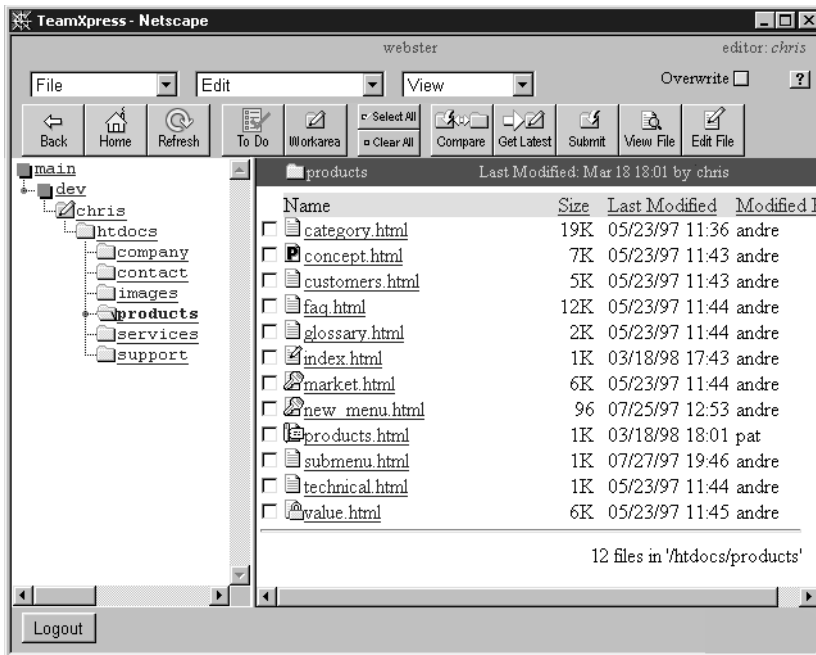 TeamXpress - Netscape
webster editor: chris
File Edit View Overwrite ?
Back Home Refresh To Do Workarea Select All Clear All Compare Get Latest Submit View File Edit File
main
dev
chris
htdocs
company
contact
images
products
services
support
products Last Modified: Mar 18 18:01 by chris
Name Size Last Modified Modified
category.html 19K 05/23/97 11:36 andre
concept.html 7K 05/23/97 11:43 andre
customers.html 5K 05/23/97 11:43 andre
faq.html 12K 05/23/97 11:44 andre
glossary.html 2K 05/23/97 11:44 andre
index.html 1K 03/18/98 17:43 andre
market.html 6K 05/23/97 11:44 andre
new_menu.html 96 07/25/97 12:53 andre
products.html 1K 03/18/98 18:01 pat
submenu.html 1K 07/27/97 19:46 andre
technical.html 1K 05/23/97 11:44 andre
value.html 6K 05/23/97 11:45 andre
12 files in '/htdocs/products'
Logout